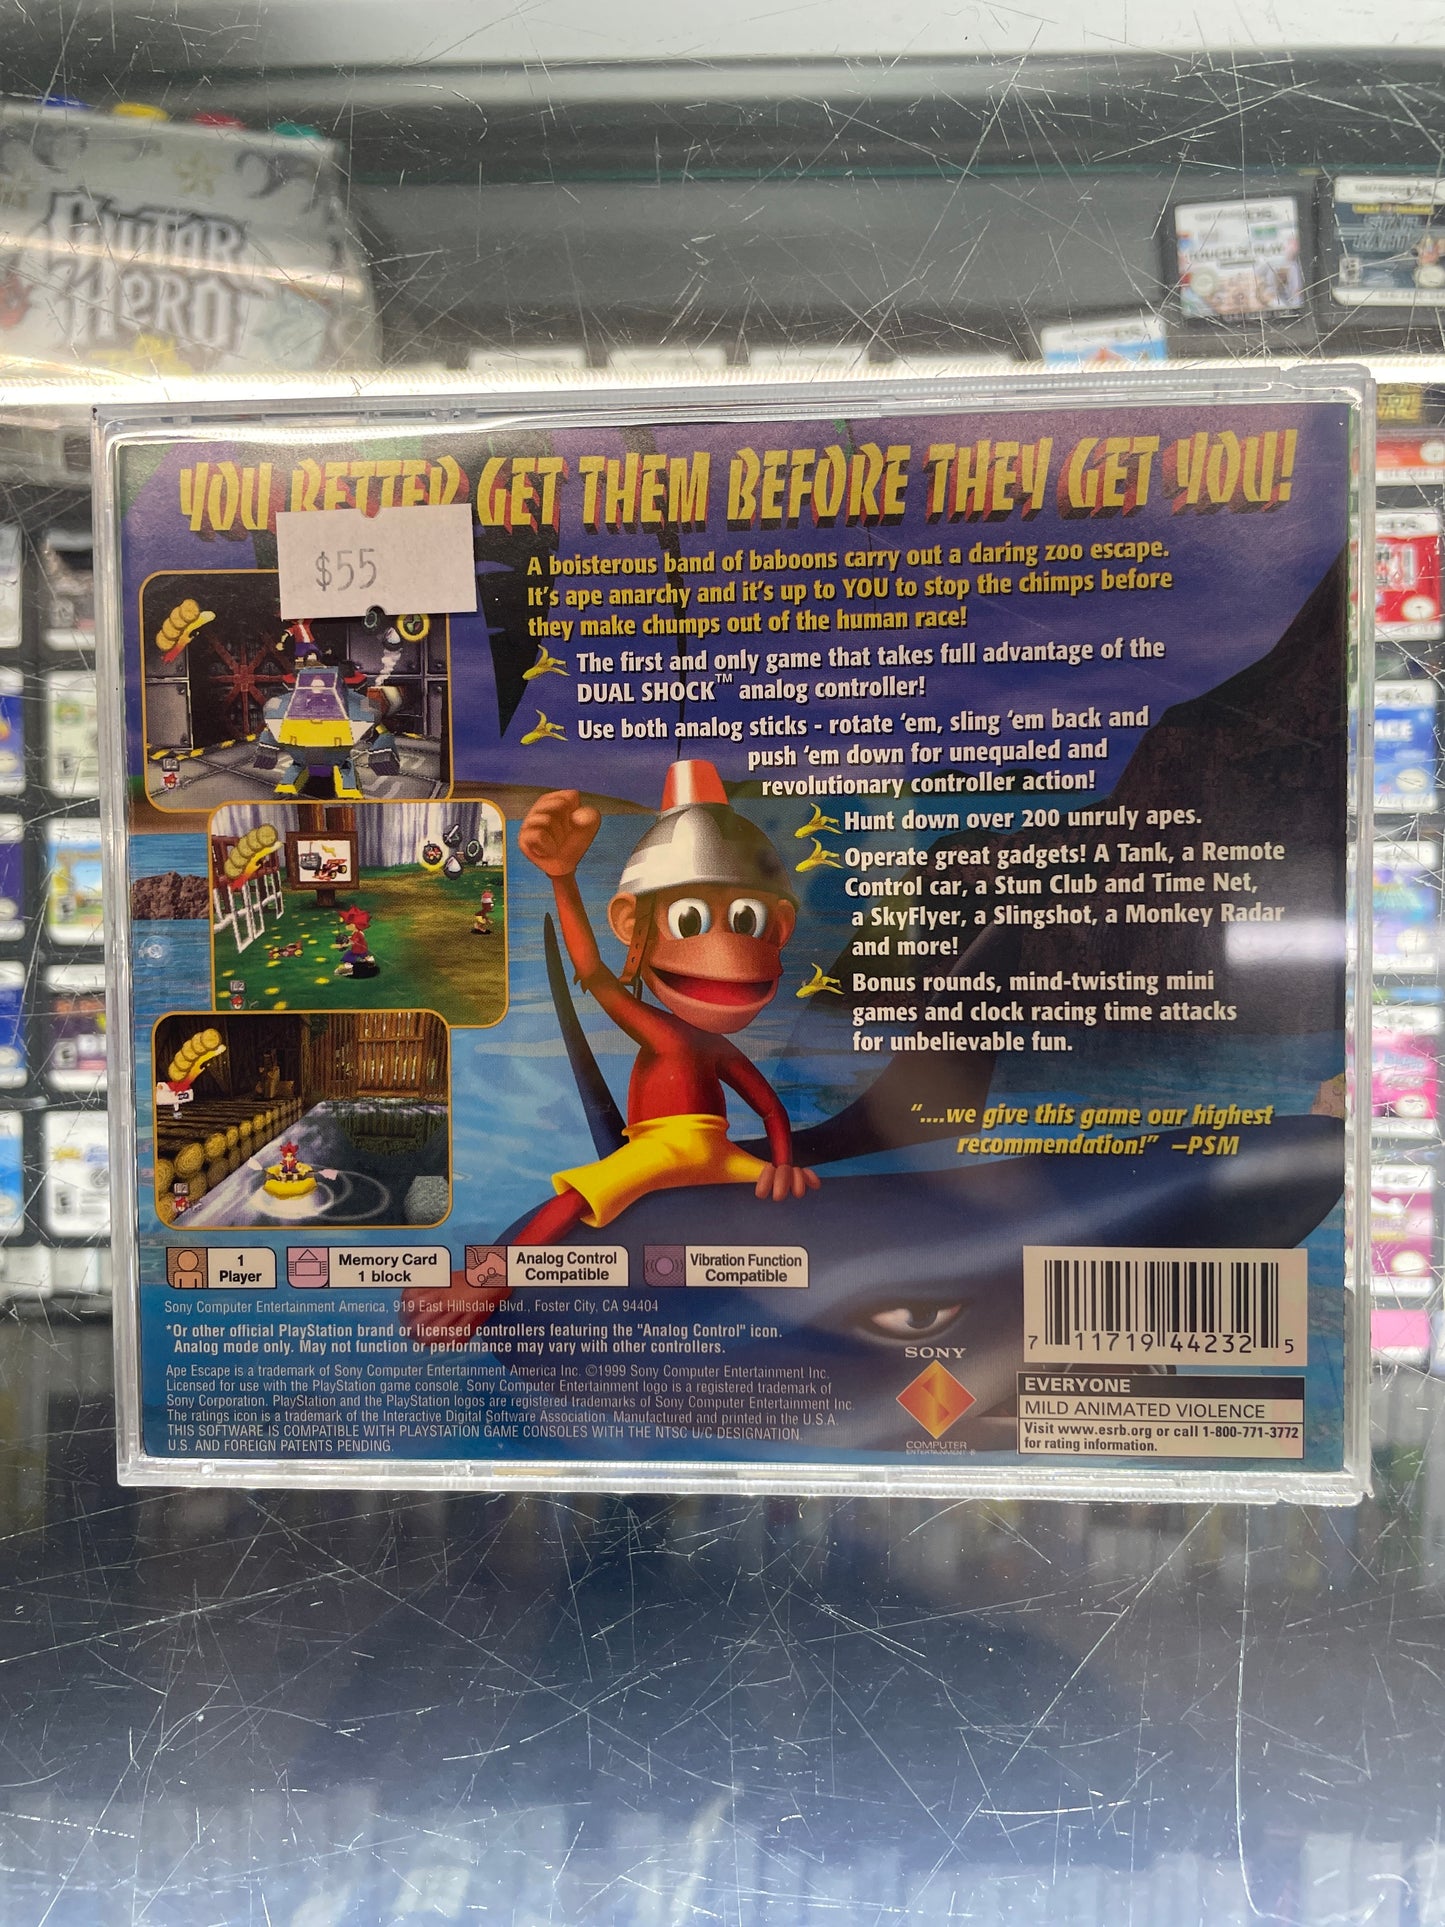 GUITAR
HERO
YOU BETTER GET THEM BEFORE THEY GET YOU!
$55
A boisterous band of baboons carry out a daring zoo escape.
It's ape anarchy and it's up to YOU to stop the chimps before
they make chumps out of the human race!
The first and only game that takes full advantage of the
DUAL SHOCK™ analog controller!
Use both analog sticks - rotate 'em, sling 'em back and
push 'em down for unequaled and
revolutionary controller action!
Hunt down over 200 unruly apes.
Operate great gadgets! A Tank, a Remote
Control car, a Stun Club and Time Net,
a SkyFlyer, a Slingshot, a Monkey Radar
and more!
Bonus rounds, mind-twisting mini
games and clock racing time attacks
for unbelievable fun.
"....we give this game our highest
recommendation!" –PSM
1
Player
Memory Card
1 block
Analog Control
Compatible
Vibration Function
Compatible
Sony Computer Entertainment America, 919 East Hillsdale Blvd., Foster City, CA 94404
*Or other official PlayStation brand or licensed controllers featuring the "Analog Control" icon.
Analog mode only. May not function or performance may vary with other controllers.
Ape Escape is a trademark of Sony Computer Entertainment America Inc. ©1999 Sony Computer Entertainment Inc.
Licensed for use with the PlayStation game console. Sony Computer Entertainment logo is a registered trademark of
Sony Corporation. PlayStation and the PlayStation logos are registered trademarks of Sony Computer Entertainment Inc.
The ratings icon is a trademark of the Interactive Digital Software Association. Manufactured and printed in the U.S.A.
THIS SOFTWARE IS COMPATIBLE WITH PLAYSTATION GAME CONSOLES WITH THE NTSC U/C DESIGNATION.
U.S. AND FOREIGN PATENTS PENDING.
SONY
COMPUTER
ENTERTAINMENT ®
7 11719 44232 5
EVERYONE
MILD ANIMATED VIOLENCE
Visit www.esrb.org or call 1-800-771-3772
for rating information.